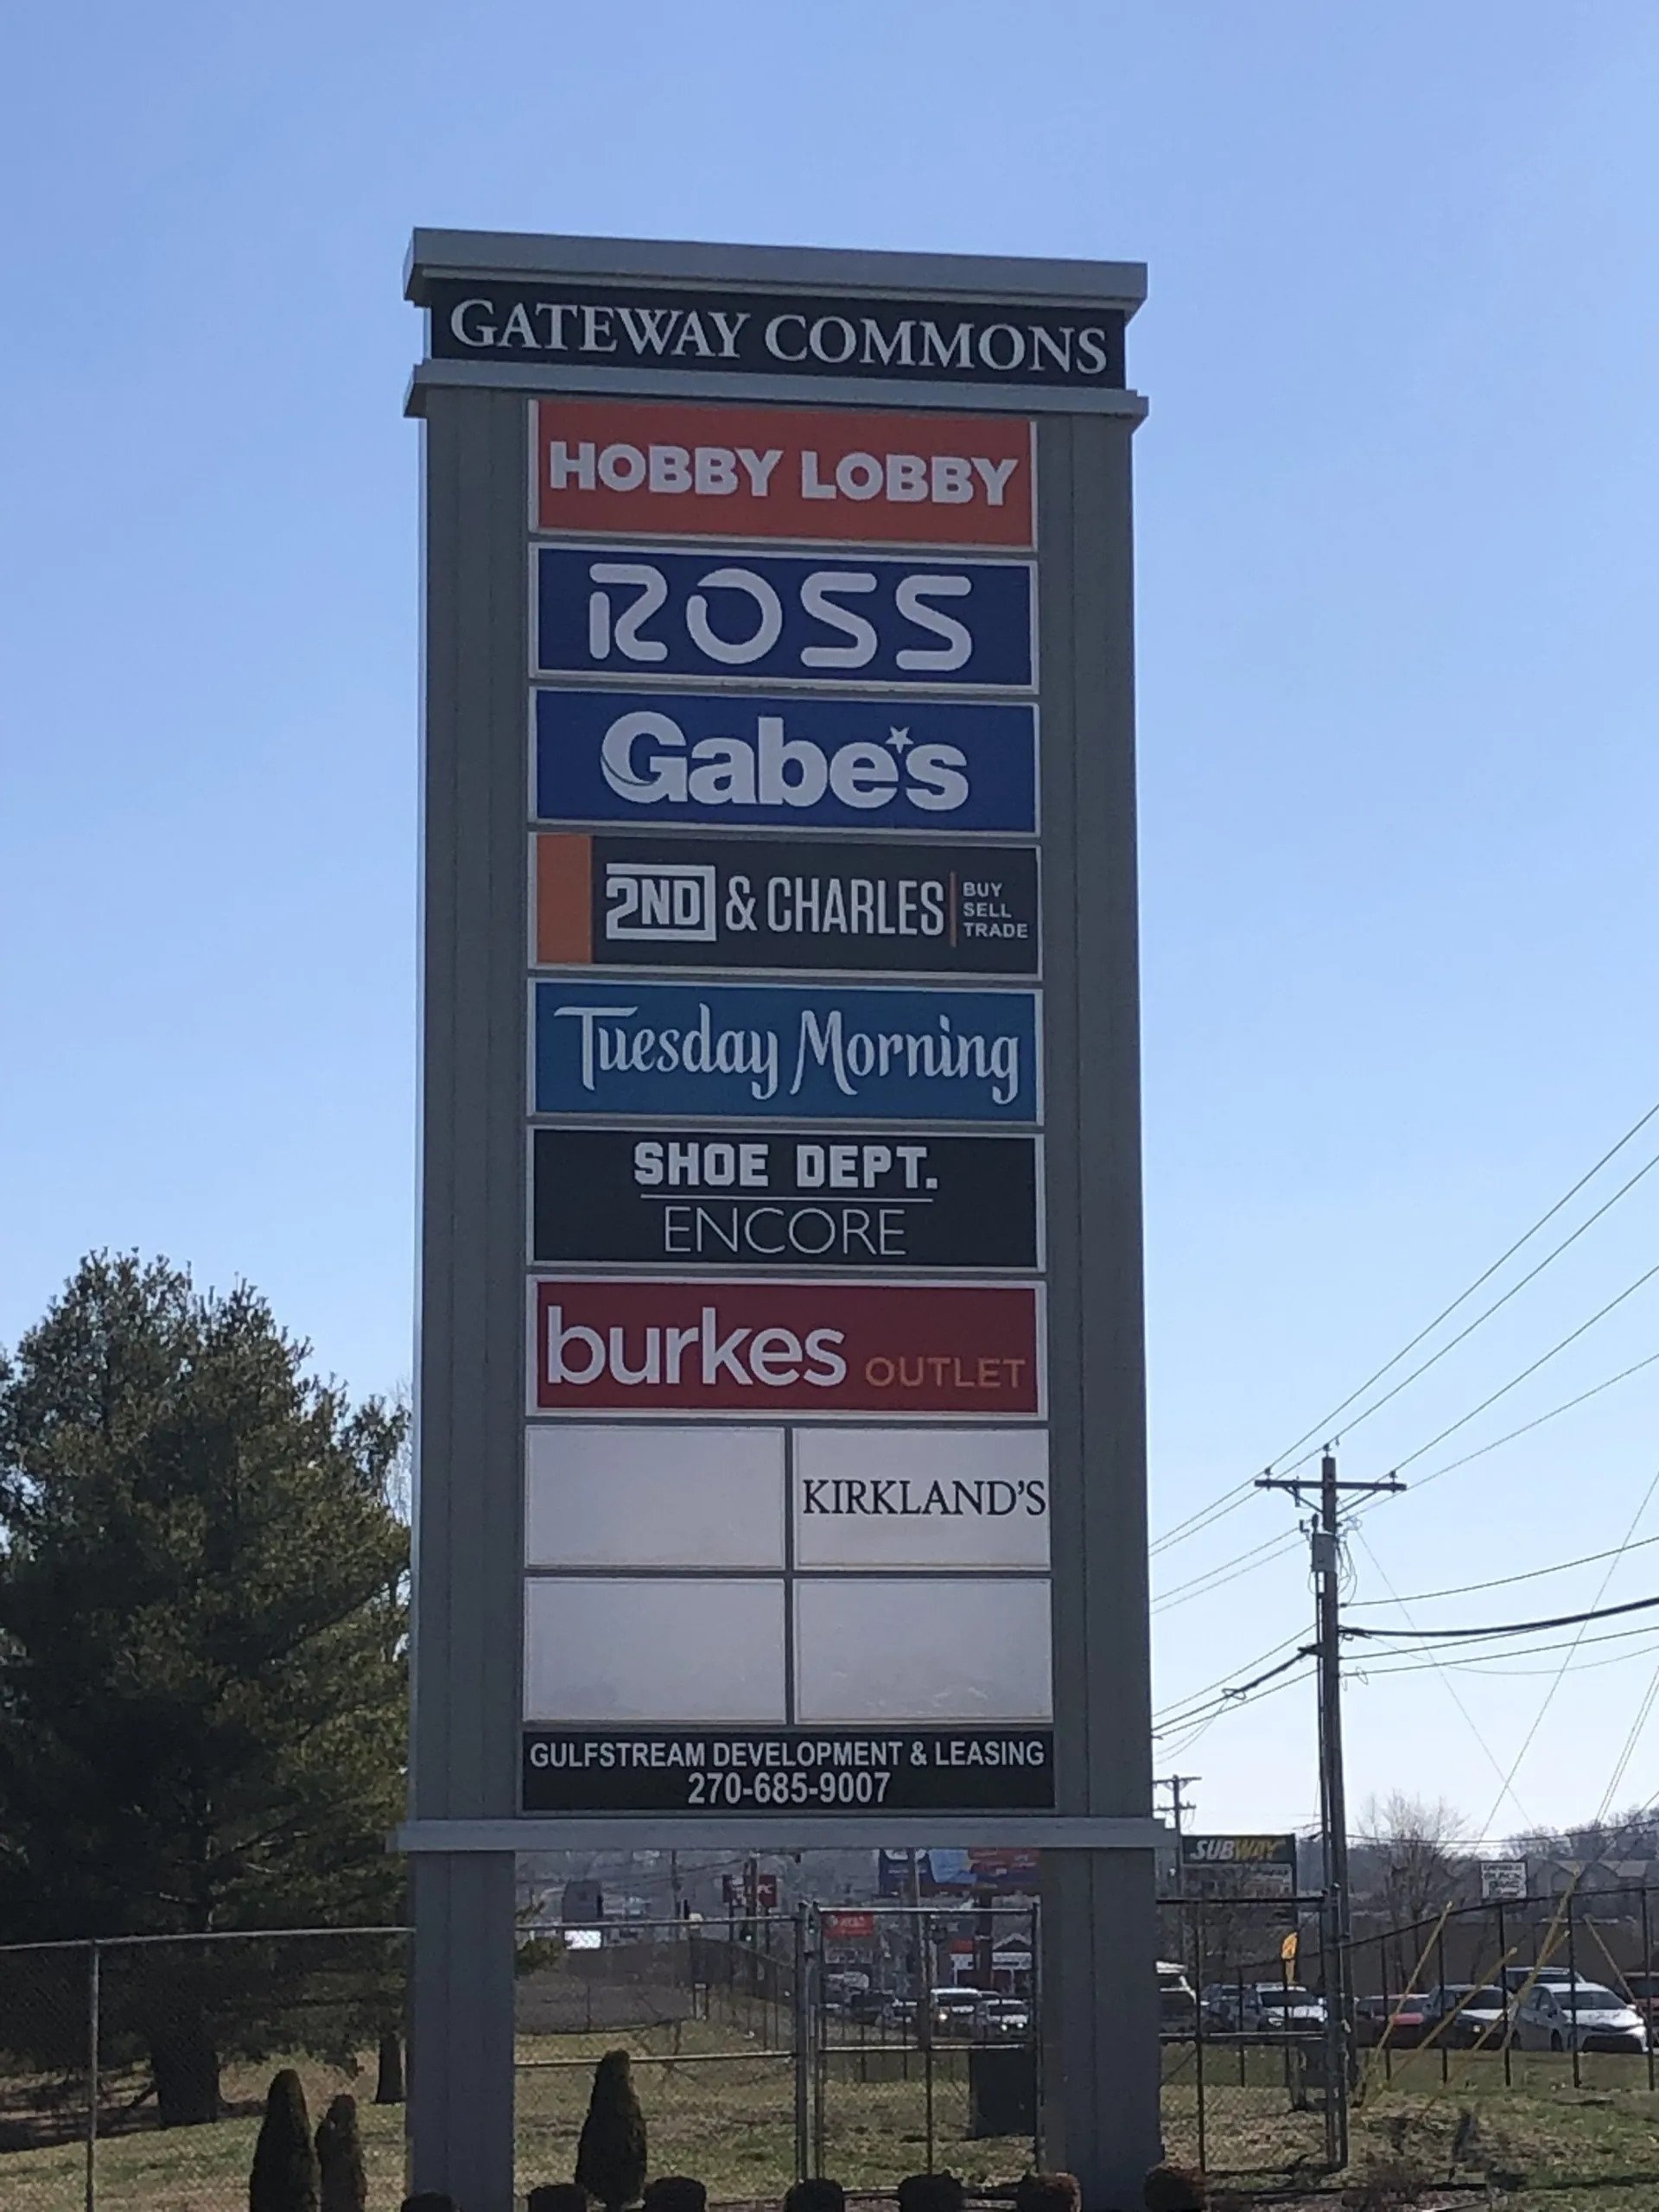 GATEWAY COMMONS
HOBBY LOBBY
ROSS
Gabe's
2ND & CHARLES
BUY
SELL
TRADE
Tuesday Morning
SHOE DEPT.
ENCORE
burkes OUTLET
KIRKLAND'S
GULFSTREAM DEVELOPMENT & LEASING
270-685-9007
SUBWAY